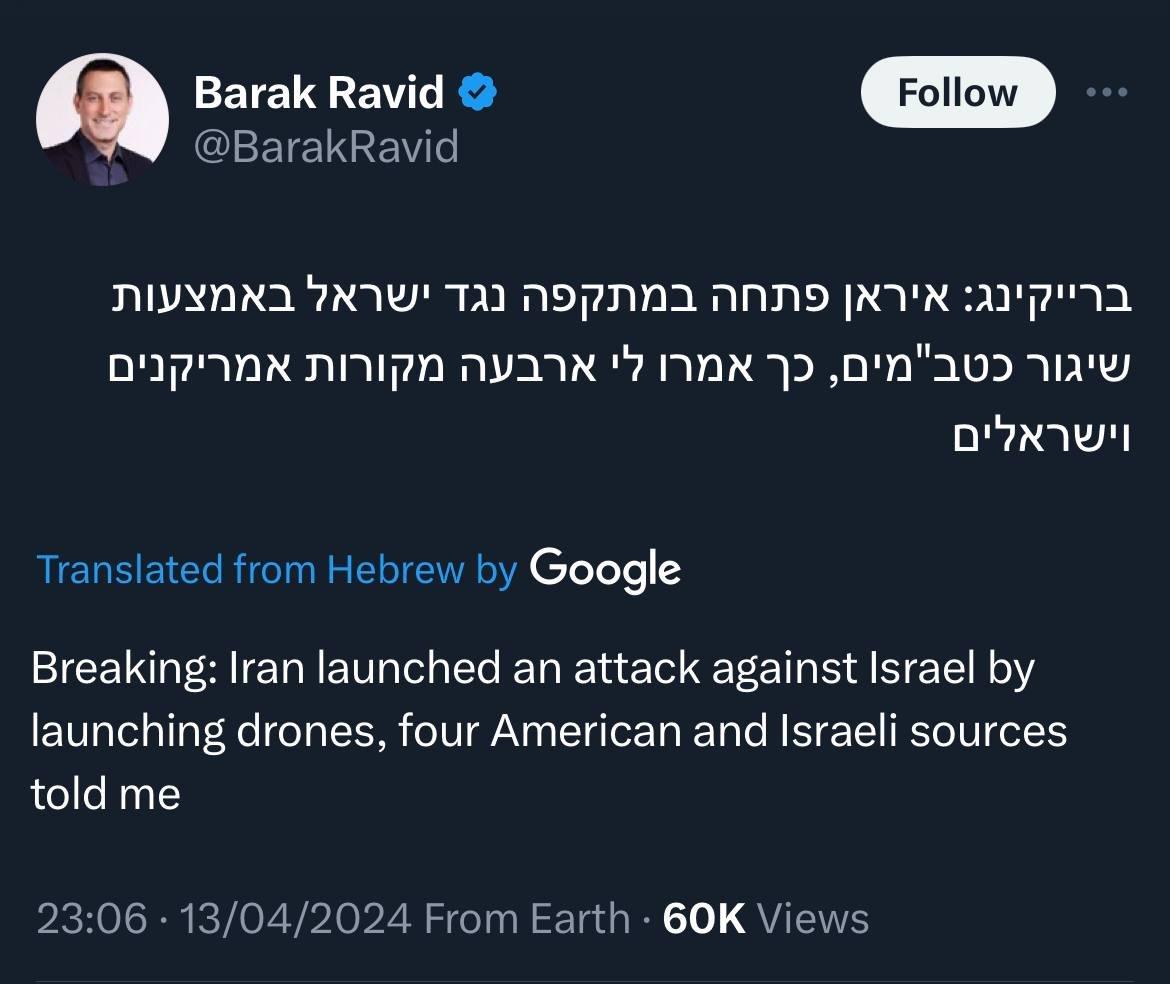 Barak Ravid
Follow
@BarakRavid
ברייקינג: איראן פתחה במתקפה נגד ישראל באמצעות
שיגור כטב"מים, כך אמרו לי ארבעה מקורות אמריקנים
וישראלים
Translated from Hebrew by Google
Breaking: Iran launched an attack against Israel by
launching drones, four American and Israeli sources
told me
23:06 · 13/04/2024 From Earth · 60K Views